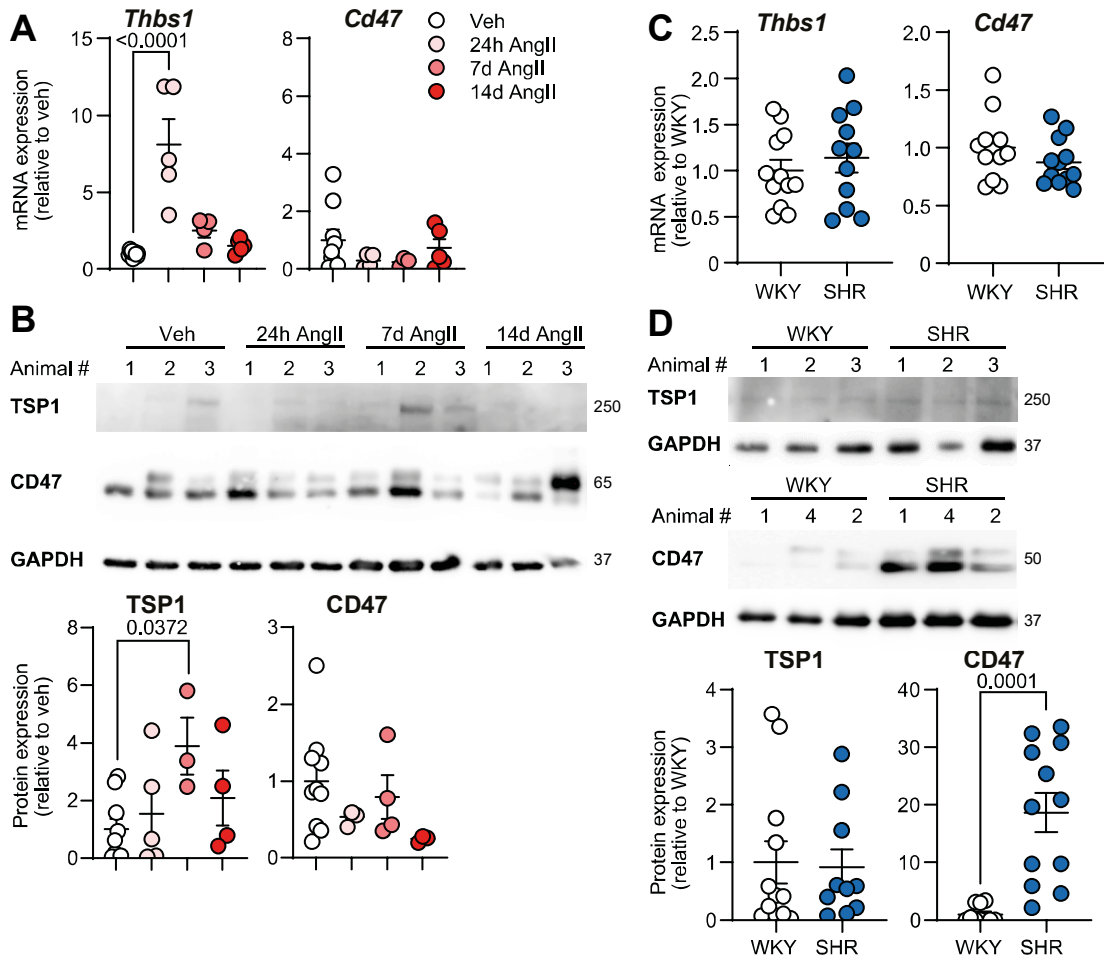 A
Thbs1
Cd47
<0.0001
mRNA expression
(relative to veh)
15
10
5
0
8
6
4
2
0
Veh
24h AngII
7d AngII
14d AngII
C
Thbs1
Cd47
mRNA expression
(relative to WKY)
2.5
2.0
1.5
1.0
0.5
0.0
WKY SHR
2.0
1.5
1.0
0.5
0.0
WKY SHR
B
Veh 24h AngII 7d AngII 14d AngII
Animal # 1 2 3 1 2 3 1 2 3 1 2 3
TSP1 250
CD47 65
GAPDH 37
TSP1
CD47
0.0372
Protein expression
(relative to veh)
8
6
4
2
0
3
2
1
0
D
WKY SHR
Animal # 1 2 3 1 2 3
TSP1 250
GAPDH 37
WKY SHR
Animal # 1 4 2 1 4 2
CD47 50
GAPDH 37
TSP1
CD47
0.0001
Protein expression
(relative to WKY)
4
3
2
1
0
WKY SHR
40
30
20
10
0
WKY SHR